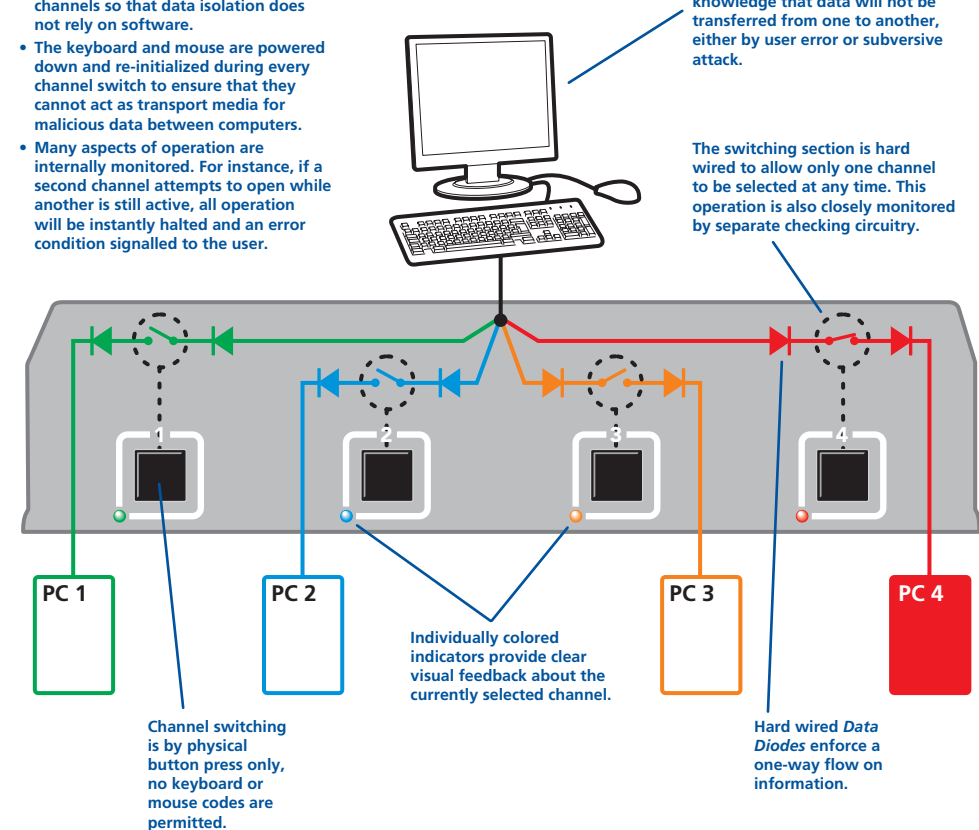 channels so that data isolation does
not rely on software.
• The keyboard and mouse are powered
down and re-initialized during every
channel switch to ensure that they
cannot act as transport media for
malicious data between computers.
• Many aspects of operation are
internally monitored. For instance, if a
second channel attempts to open while
another is still active, all operation
will be instantly halted and an error
condition signalled to the user.
knowledge that data will not be
transferred from one to another,
either by user error or subversive
attack.
The switching section is hard
wired to allow only one channel
to be selected at any time. This
operation is also closely monitored
by separate checking circuitry.
1
2
3
4
PC 1
PC 2
PC 3
PC 4
Individually colored
indicators provide clear
visual feedback about the
currently selected channel.
Channel switching
is by physical
button press only,
no keyboard or
mouse codes are
permitted.
Hard wired Data
Diodes enforce a
one-way flow on
information.